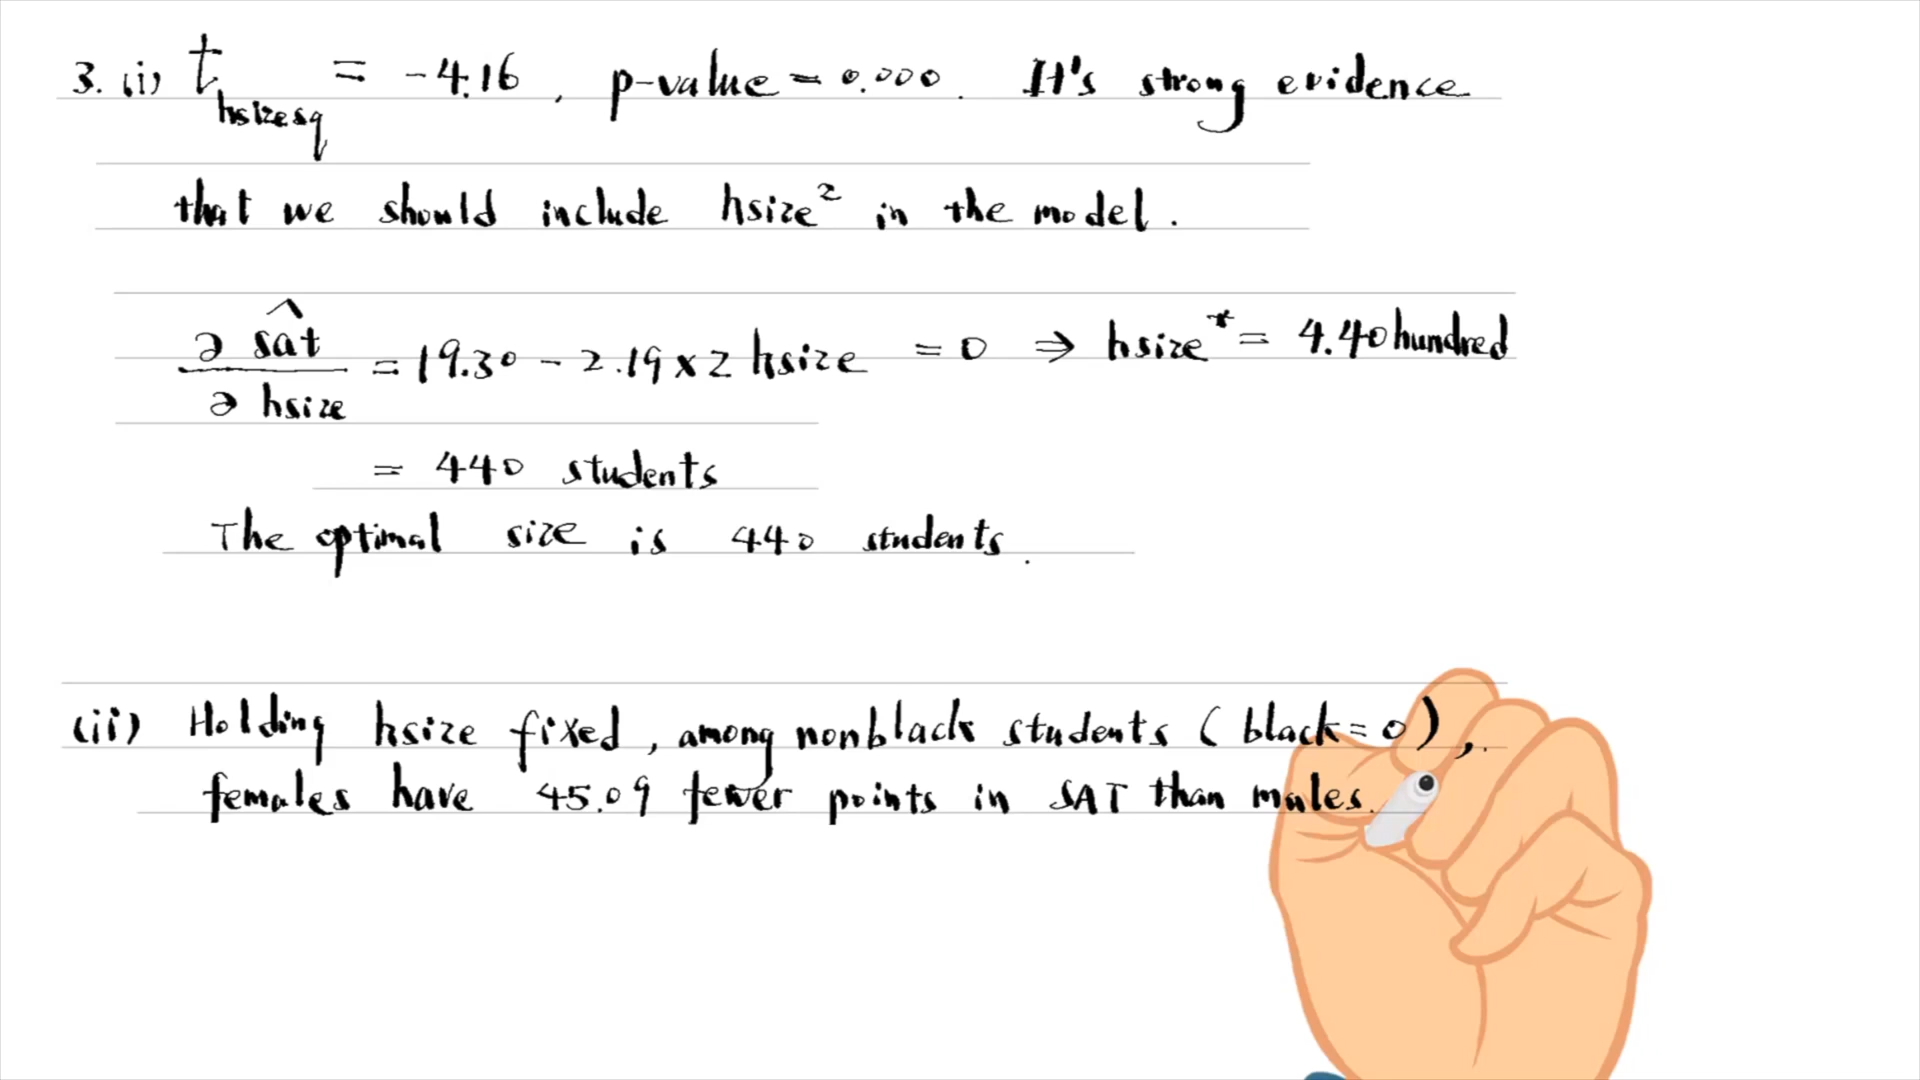 3. (i) t_hsizesq = -4.16, p-value = 0.000. It's strong evidence
that we should include hsize² in the model.
∂ sat^ / ∂ hsize = 19.30 - 2.19 x 2 hsize = 0 ⇒ hsize* = 4.40 hundred
= 440 students
The optimal size is 440 students.
(ii) Holding hsize fixed, among nonblack students (black = 0),
females have 45.09 fewer points in SAT than males.